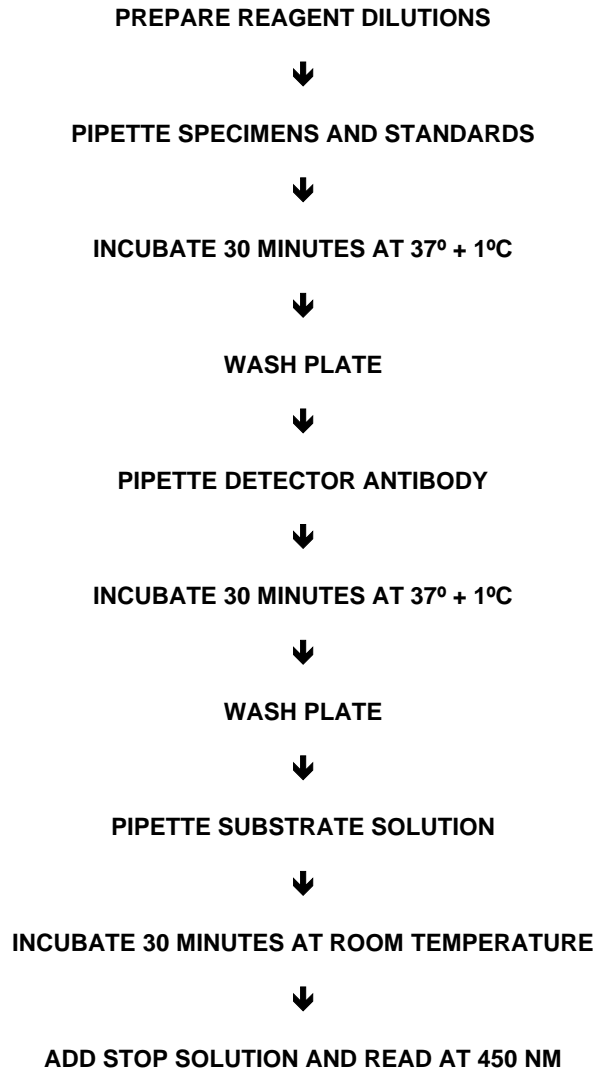 PREPARE REAGENT DILUTIONS
PIPETTE SPECIMENS AND STANDARDS
INCUBATE 30 MINUTES AT 37º + 1ºC
WASH PLATE
PIPETTE DETECTOR ANTIBODY
INCUBATE 30 MINUTES AT 37º + 1ºC
WASH PLATE
PIPETTE SUBSTRATE SOLUTION
INCUBATE 30 MINUTES AT ROOM TEMPERATURE
ADD STOP SOLUTION AND READ AT 450 NM